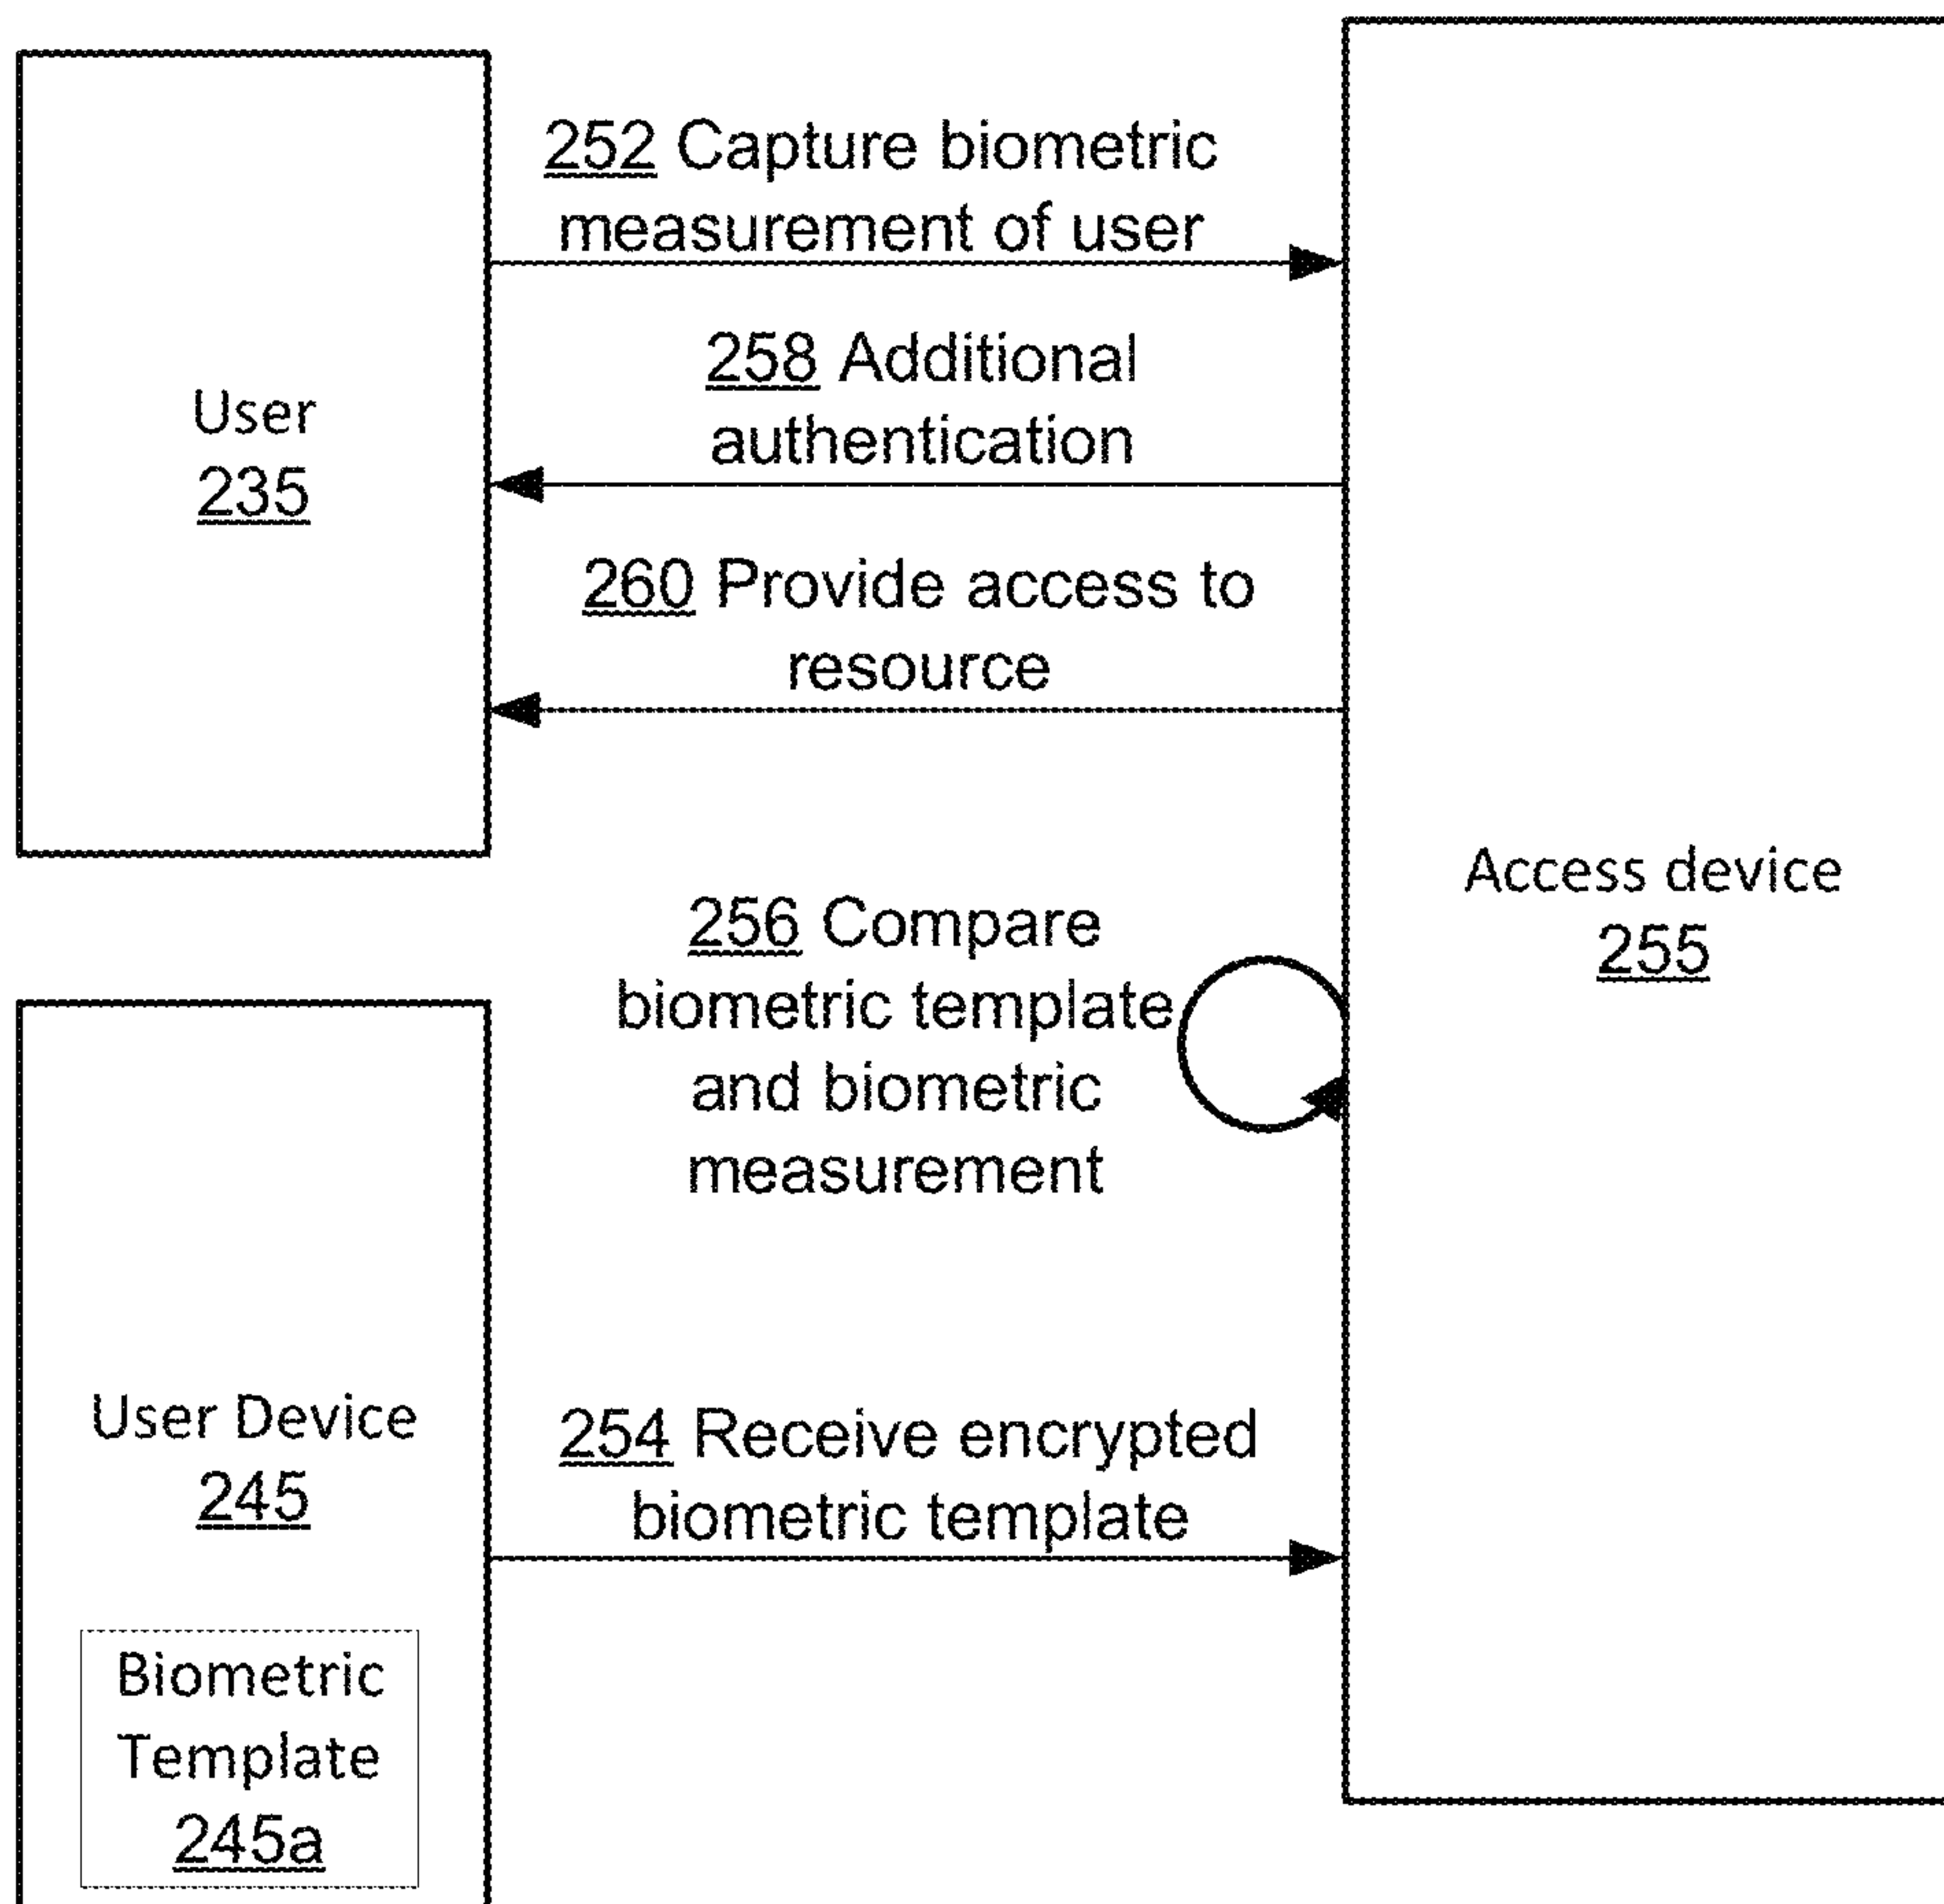 252 Capture biometric
measurement of user
258 Additional
authentication
User
235
260 Provide access to
resource
Access device
255
256 Compare
biometric template
and biometric
measurement
User Device
245
254 Receive encrypted
biometric template
Biometric
Template
245a